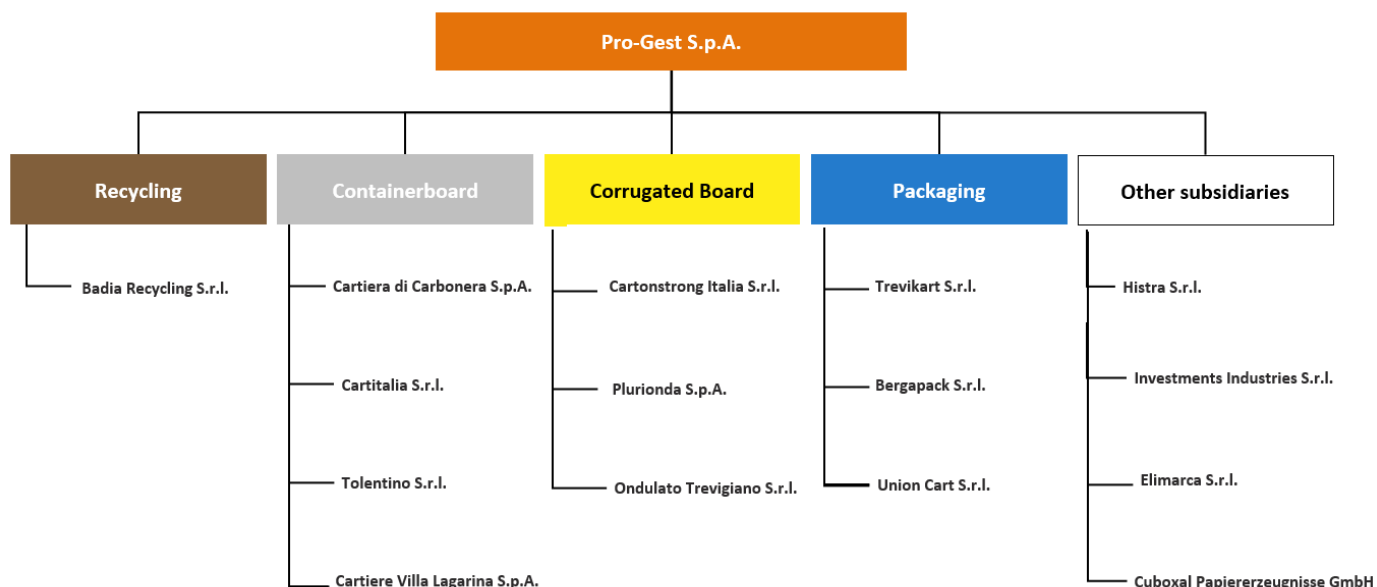 Pro-Gest S.p.A.
Recycling
Containerboard
Corrugated Board
Packaging
Other subsidiaries
Badia Recycling S.r.l.
Cartiera di Carbonera S.p.A.
Cartonstrong Italia S.r.l.
Trevikart S.r.l.
Histra S.r.l.
Cartitalia S.r.l.
Plurionda S.p.A.
Bergapack S.r.l.
Investments Industries S.r.l.
Tolentino S.r.l.
Ondulato Trevigiano S.r.l.
Union Cart S.r.l.
Elimarca S.r.l.
Cartiere Villa Lagarina S.p.A.
Cuboxal Papiererzeugnisse GmbH